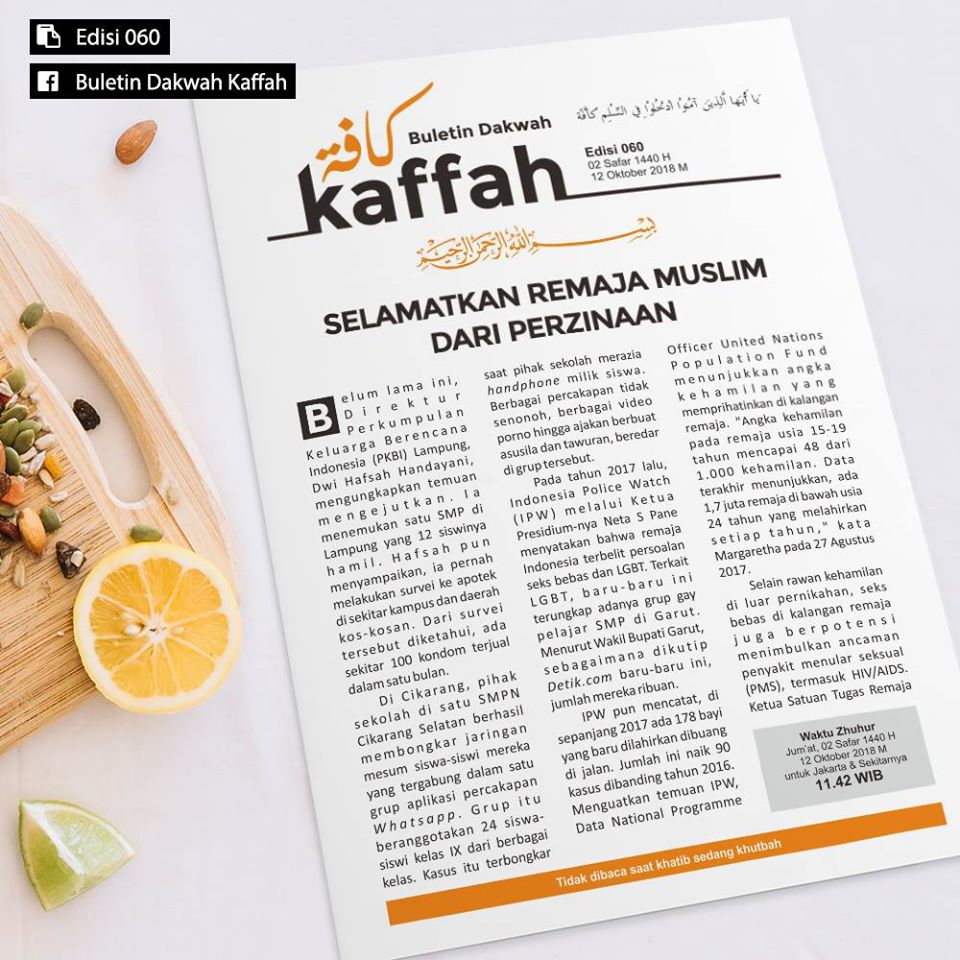 Edisi 060
Buletin Dakwah Kaffah
كافة
Buletin Dakwah
kaffah
يَا أَيُّهَا الَّذِينَ آمَنُوا ادْخُلُوا فِي السِّلْمِ كَافَّةً
Edisi 060
02 Safar 1440 H
12 Oktober 2018 M
بِسْمِ اللهِ الرَّحْمَنِ الرَّحِيْمِ
SELAMATKAN REMAJA MUSLIM
DARI PERZINAAN
Belum lama ini,
Direktur
Perkumpulan
Keluarga Berencana
Indonesia (PKBI) Lampung,
Dwi Hafsah Handayani,
mengungkapkan temuan
mengejutkan. Ia
menemukan satu SMP di
Lampung yang 12 siswinya
hamil. Hafsah pun
menyampaikan, ia pernah
melakukan survei ke apotek
di sekitar kampus dan daerah
kos-kosan. Dari survei
tersebut diketahui, ada
sekitar 100 kondom terjual
dalam satu bulan.
Di Cikarang, pihak
sekolah di satu SMPN
Cikarang Selatan berhasil
membongkar jaringan
mesum siswa-siswi mereka
yang tergabung dalam satu
grup aplikasi percakapan
Whatsapp. Grup itu
beranggotakan 24 siswa-
siswi kelas IX dari berbagai
kelas. Kasus itu terbongkar
saat pihak sekolah merazia
handphone milik siswa.
Berbagai percakapan tidak
senonoh, berbagai video
porno hingga ajakan berbuat
asusila dan tawuran, beredar
di grup tersebut.
Pada tahun 2017 lalu,
Indonesia Police Watch
(IPW) melalui Ketua
Presidium-nya Neta S Pane
menyatakan bahwa remaja
Indonesia terbelit persoalan
seks bebas dan LGBT. Terkait
LGBT, baru-baru ini
terungkap adanya grup gay
pelajar SMP di Garut.
Menurut Wakil Bupati Garut,
sebagaimana dikutip
Detik.com baru-baru ini,
jumlah mereka ribuan.
IPW pun mencatat, di
sepanjang 2017 ada 178 bayi
yang baru dilahirkan dibuang
di jalan. Jumlah ini naik 90
kasus dibanding tahun 2016.
Menguatkan temuan IPW,
Data National Programme
Officer United Nations
Population Fund
menunjukkan angka
kehamilan yang
memprihatinkan di kalangan
remaja. "Angka kehamilan
pada remaja usia 15-19
tahun mencapai 48 dari
1.000 kehamilan. Data
terakhir menunjukkan, ada
1,7 juta remaja di bawah usia
24 tahun yang melahirkan
setiap tahun," kata
Margaretha pada 27 Agustus
2017.
Selain rawan kehamilan
di luar pernikahan, seks
bebas di kalangan remaja
juga berpotensi
menimbulkan ancaman
penyakit menular seksual
(PMS), termasuk HIV/AIDS.
Ketua Satuan Tugas Remaja
Waktu Zhuhur
Jum'at, 02 Safar 1440 H
12 Oktober 2018 M
untuk Jakarta & Sekitarnya
11.42 WIB
Tidak dibaca saat khatib sedang khutbah